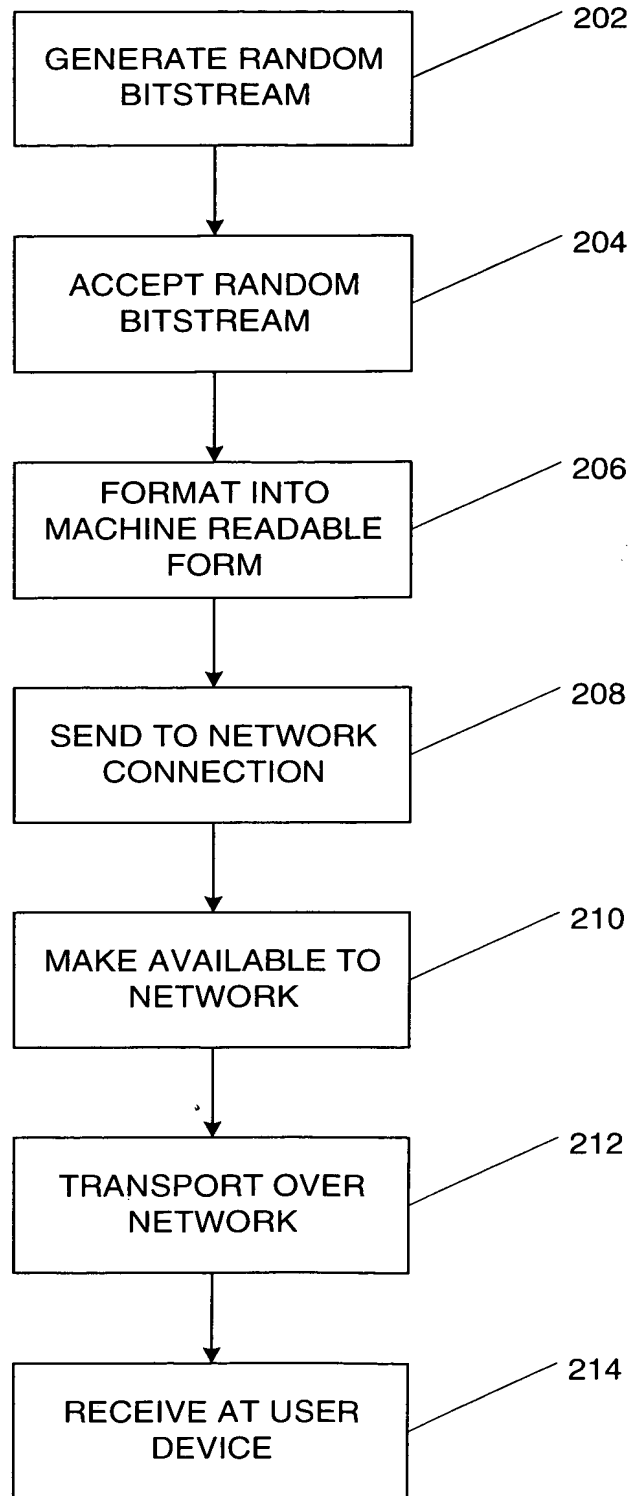 202
GENERATE RANDOM
BITSTREAM
204
ACCEPT RANDOM
BITSTREAM
206
FORMAT INTO
MACHINE READABLE
FORM
208
SEND TO NETWORK
CONNECTION
210
MAKE AVAILABLE TO
NETWORK
212
TRANSPORT OVER
NETWORK
214
RECEIVE AT USER
DEVICE